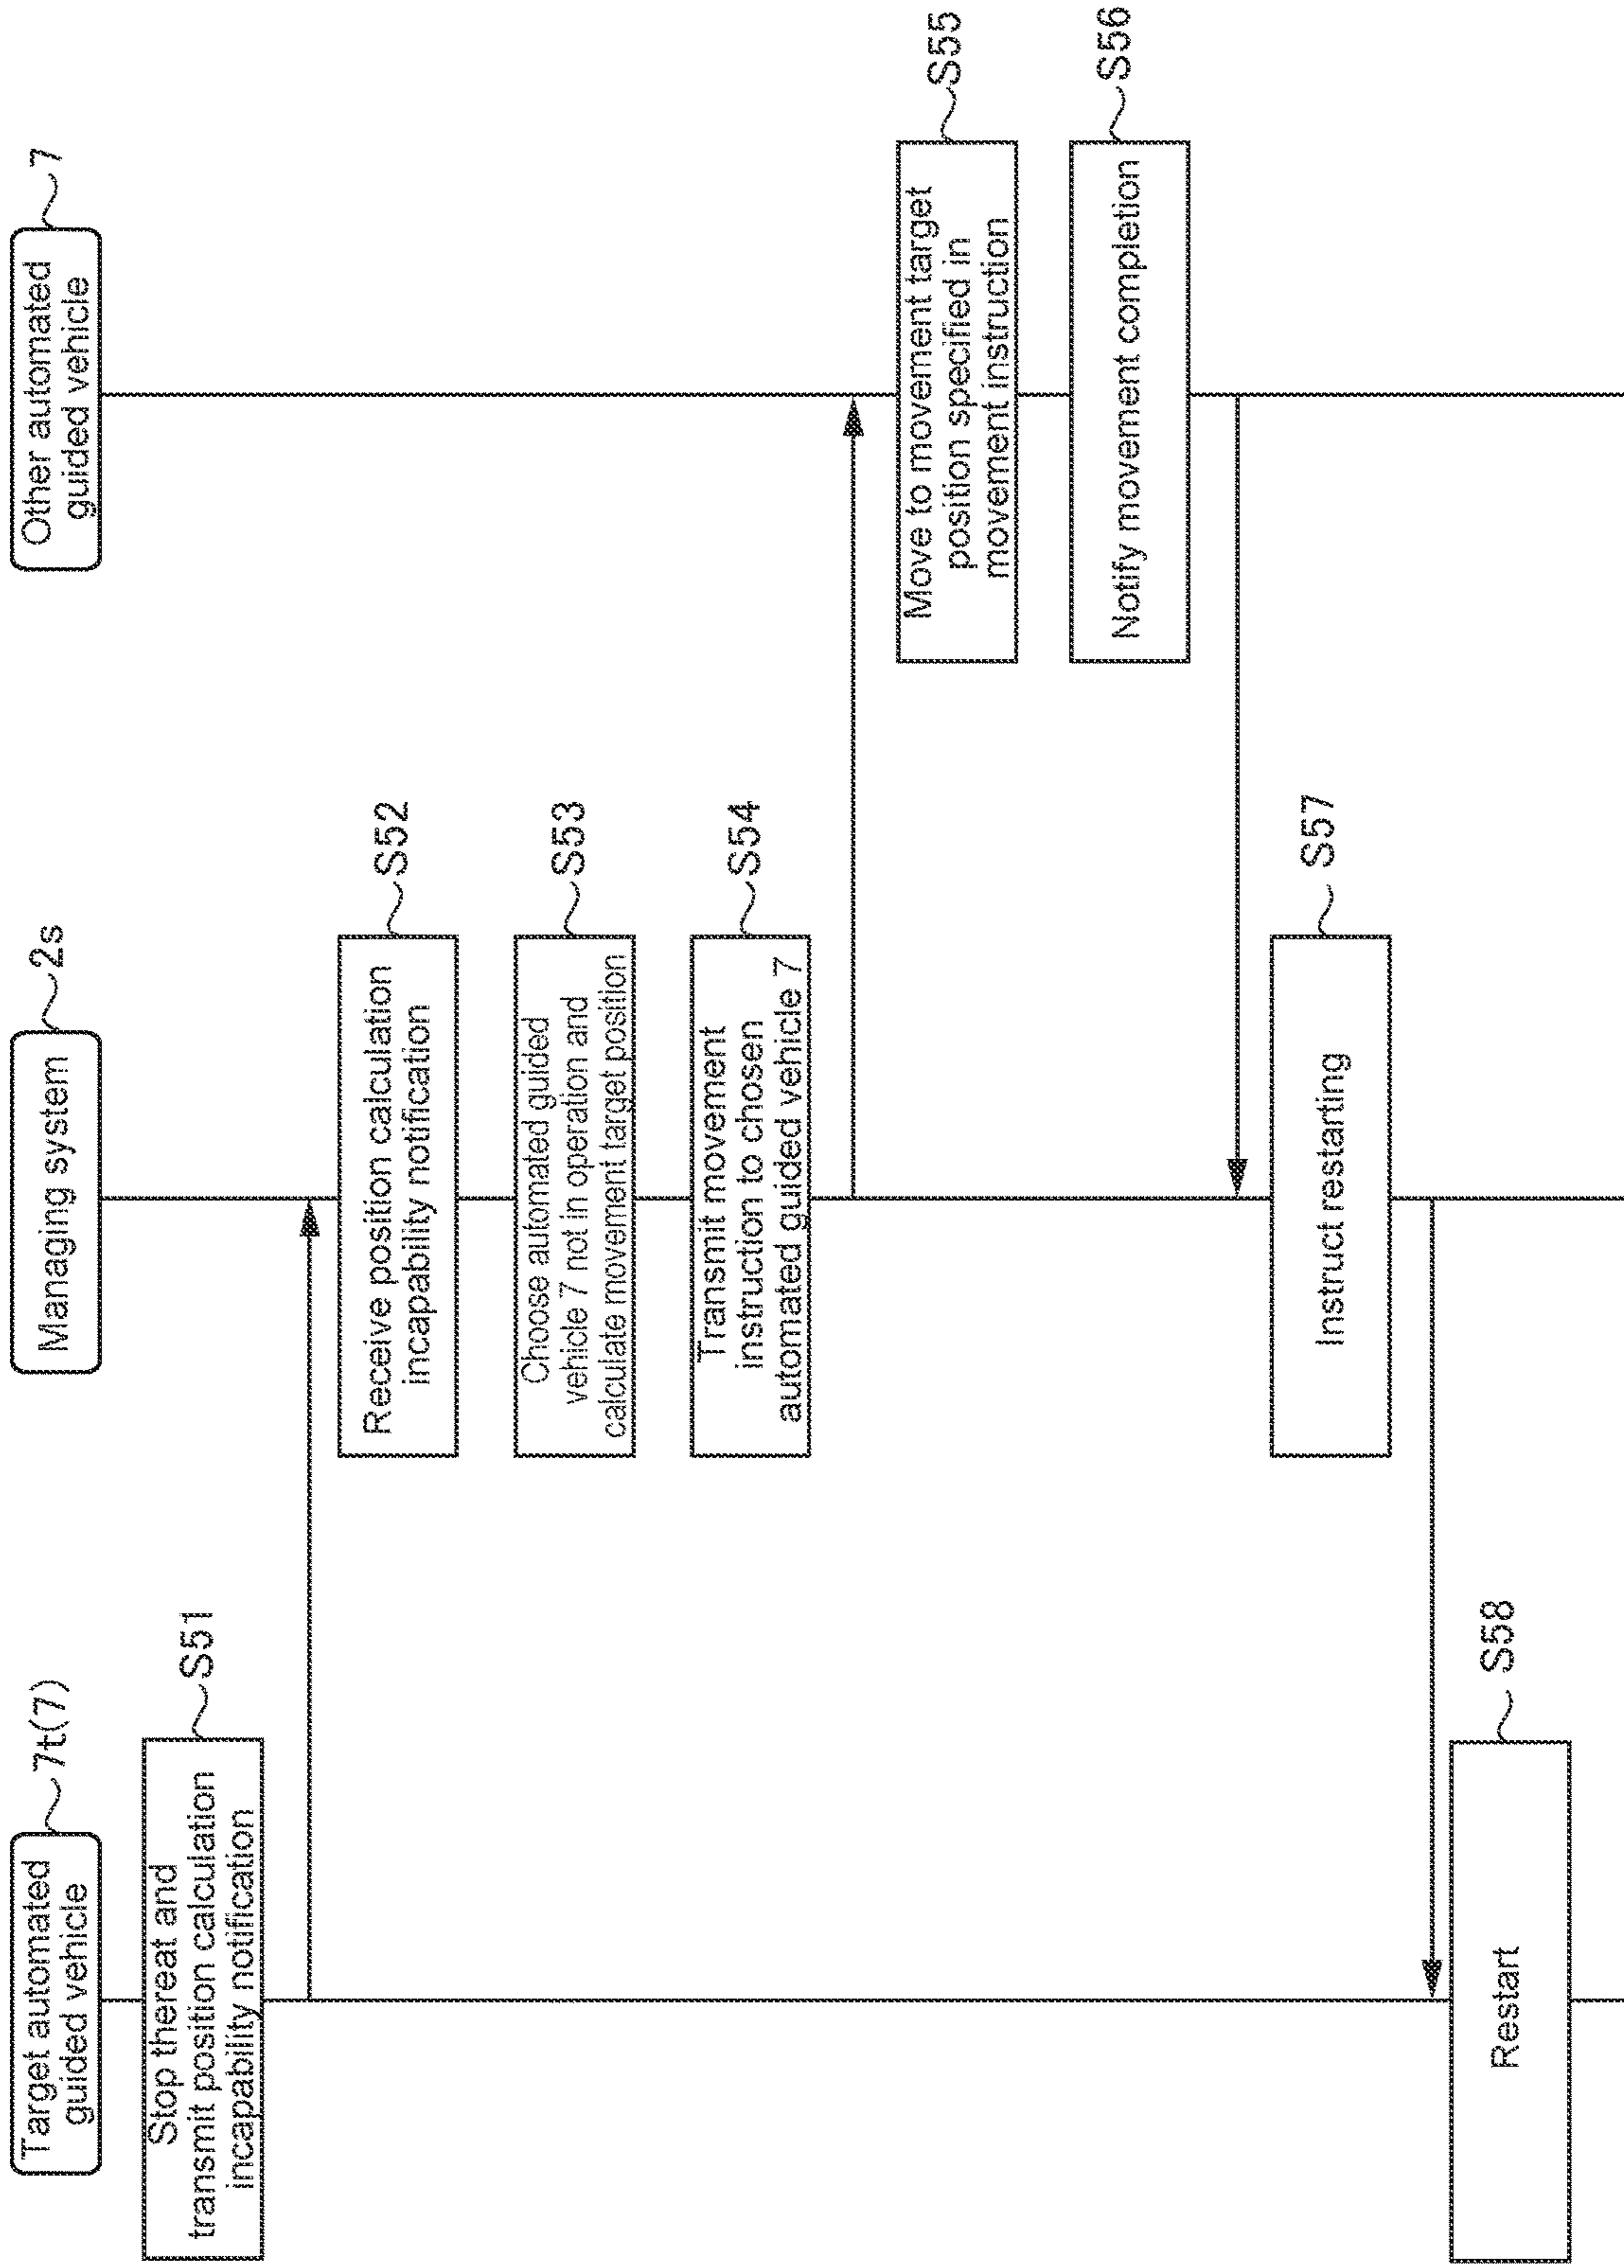 Target automated
guided vehicle
7t(7)
Managing system
2s
Other automated
guided vehicle
7
Stop thereat and
transmit position calculation
incapability notification
S51
Receive position calculation
incapability notification
S52
Choose automated guided
vehicle 7 not in operation and
calculate movement target position
S53
Transmit movement
instruction to chosen
automated guided vehicle 7
S54
Move to movement target
position specified in
movement instruction
S55
Notify movement completion
S56
Instruct restarting
S57
Restart
S58